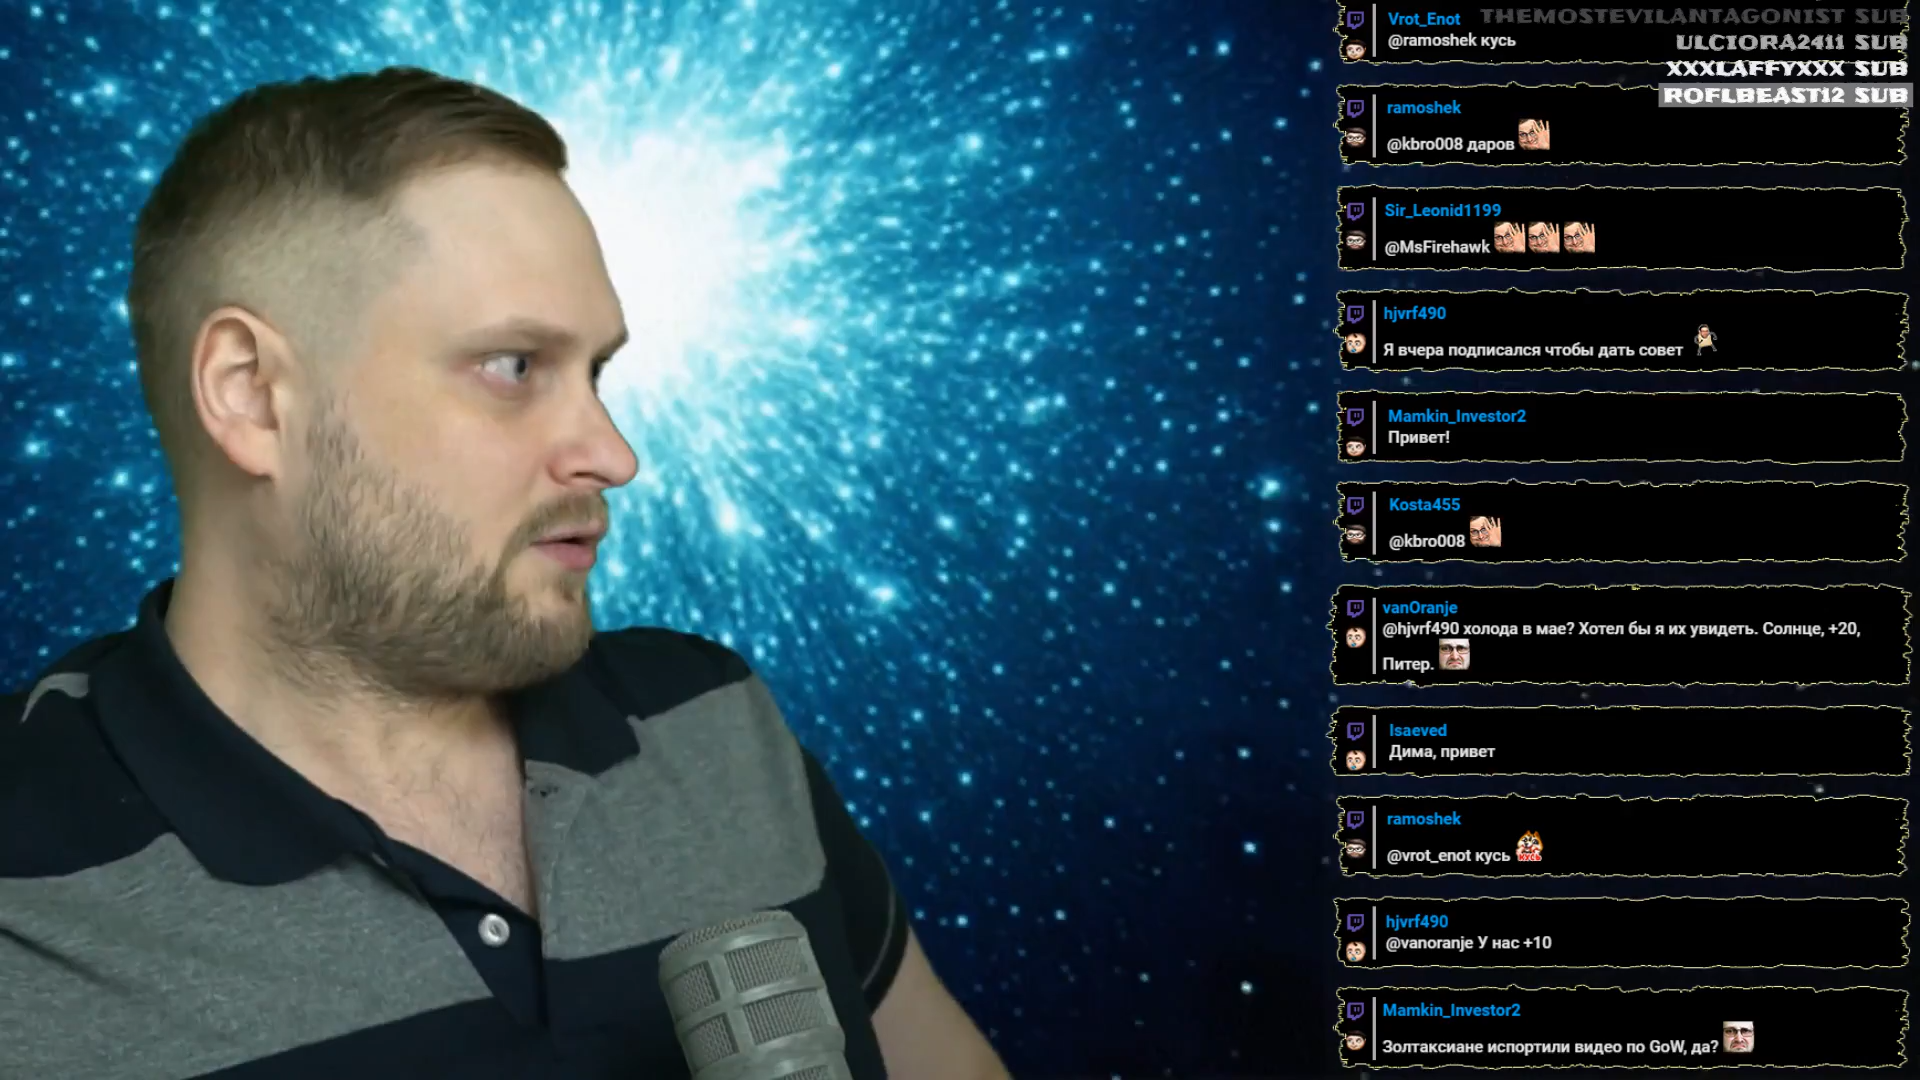 THEMOSTEVILANTAGONIST SUB
ULCIORA2411 SUB
XXXLAFFYXXX SUB
ROFLBEAST12 SUB
Vrot_Enot
@ramoshek кусь
ramoshek
@kbro008 даров
Sir_Leonid1199
@MsFirehawk
hjvrf490
Я вчера подписался чтобы дать совет
Mamkin_Investor2
Привет!
Kosta455
@kbro008
vanOranje
@hjvrf490 холода в мае? Хотел бы я их увидеть. Солнце, +20,
Питер.
Isaeved
Дима, привет
ramoshek
@vrot_enot кусь
КУСЬ
hjvrf490
@vanoranje У нас +10
Mamkin_Investor2
Золтаксиане испортили видео по GoW, да?